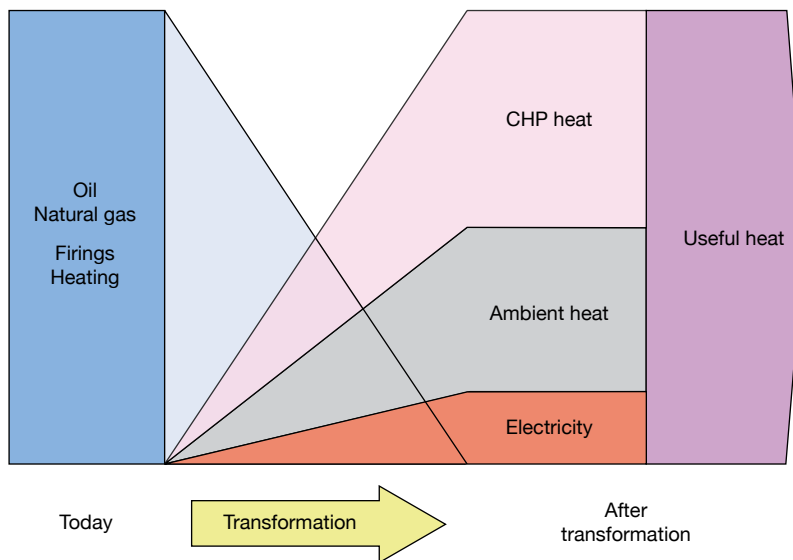 Oil
Natural gas
Firings
Heating
CHP heat
Ambient heat
Electricity
Useful heat
Today
Transformation
After
transformation